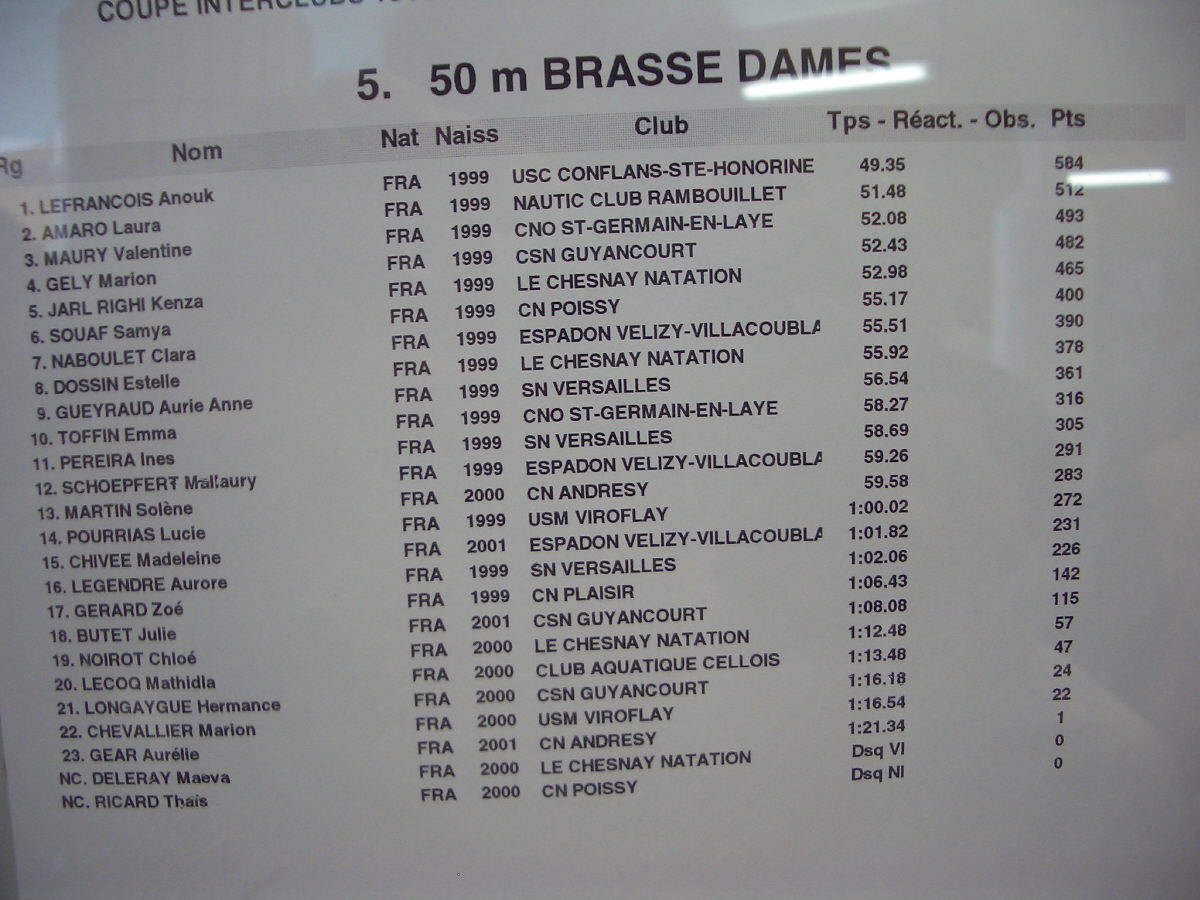 COUPE INTERCLUBS
5. 50 m BRASSE DAMES
Rg Nom Nat Naiss Club Tps - Réact. - Obs. Pts
1. LEFRANCOIS Anouk FRA 1999 USC CONFLANS-STE-HONORINE 49.35 584
2. AMARO Laura FRA 1999 NAUTIC CLUB RAMBOUILLET 51.48 512
3. MAURY Valentine FRA 1999 CNO ST-GERMAIN-EN-LAYE 52.08 493
4. GELY Marion FRA 1999 CSN GUYANCOURT 52.43 482
5. JARL RIGHI Kenza FRA 1999 LE CHESNAY NATATION 52.98 465
6. SOUAF Samya FRA 1999 CN POISSY 55.17 400
7. NABOULET Clara FRA 1999 ESPADON VELIZY-VILLACOUBLA 55.51 390
8. DOSSIN Estelle FRA 1999 LE CHESNAY NATATION 55.92 378
9. GUEYRAUD Aurie Anne FRA 1999 SN VERSAILLES 56.54 361
10. TOFFIN Emma FRA 1999 CNO ST-GERMAIN-EN-LAYE 58.27 316
11. PEREIRA Ines FRA 1999 SN VERSAILLES 58.69 305
12. SCHOEPFERT Mallaury FRA 1999 ESPADON VELIZY-VILLACOUBLA 59.26 291
13. MARTIN Solène FRA 2000 CN ANDRESY 59.58 283
14. POURRIAS Lucie FRA 1999 USM VIROFLAY 1:00.02 272
15. CHIVEE Madeleine FRA 2001 ESPADON VELIZY-VILLACOUBLA 1:01.82 231
16. LEGENDRE Aurore FRA 1999 SN VERSAILLES 1:02.06 226
17. GERARD Zoé FRA 1999 CN PLAISIR 1:06.43 142
18. BUTET Julie FRA 2001 CSN GUYANCOURT 1:08.08 115
19. NOIROT Chloé FRA 2000 LE CHESNAY NATATION 1:12.48 57
20. LECOQ Mathidla FRA 2000 CLUB AQUATIQUE CELLOIS 1:13.48 47
21. LONGAYGUE Hermance FRA 2000 CSN GUYANCOURT 1:16.18 24
22. CHEVALLIER Marion FRA 2000 USM VIROFLAY 1:16.54 22
23. GEAR Aurélie FRA 2001 CN ANDRESY 1:21.34 1
NC. DELERAY Maeva FRA 2000 LE CHESNAY NATATION Dsq VI 0
NC. RICARD Thaïs FRA 2000 CN POISSY Dsq NI 0